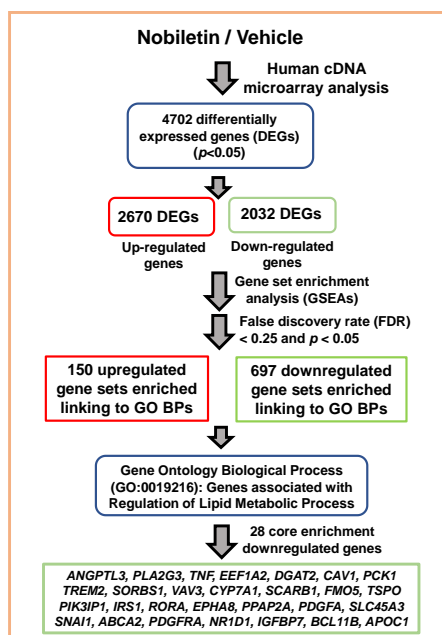 Nobiletin / Vehicle
Human cDNA
microarray analysis
4702 differentially
expressed genes (DEGs)
(p<0.05)
2670 DEGs
2032 DEGs
Up-regulated
genes
Down-regulated
genes
Gene set enrichment
analysis (GSEAs)
False discovery rate (FDR)
< 0.25 and p < 0.05
150 upregulated
gene sets enriched
linking to GO BPs
697 downregulated
gene sets enriched
linking to GO BPs
Gene Ontology Biological Process
(GO:0019216): Genes associated with
Regulation of Lipid Metabolic Process
28 core enrichment
downregulated genes
ANGPTL3, PLA2G3, TNF, EEF1A2, DGAT2, CAV1, PCK1
TREM2, SORBS1, VAV3, CYP7A1, SCARB1, FMO5, TSPO
PIK3IP1, IRS1, RORA, EPHA8, PPAP2A, PDGFA, SLC45A3
SNAI1, ABCA2, PDGFRA, NR1D1, IGFBP7, BCL11B, APOC1